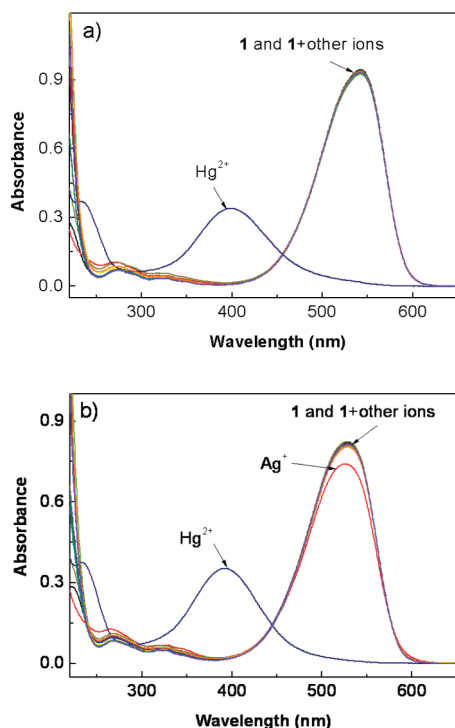 a)
1 and 1+other ions
0.9
0.6
Hg2+
0.3
0.0
Absorbance
300 400 500 600
Wavelength (nm)
b)
0.9
1 and 1+other ions
Ag+
0.6
Hg2+
0.3
0.0
Absorbance
300 400 500 600
Wavelength (nm)